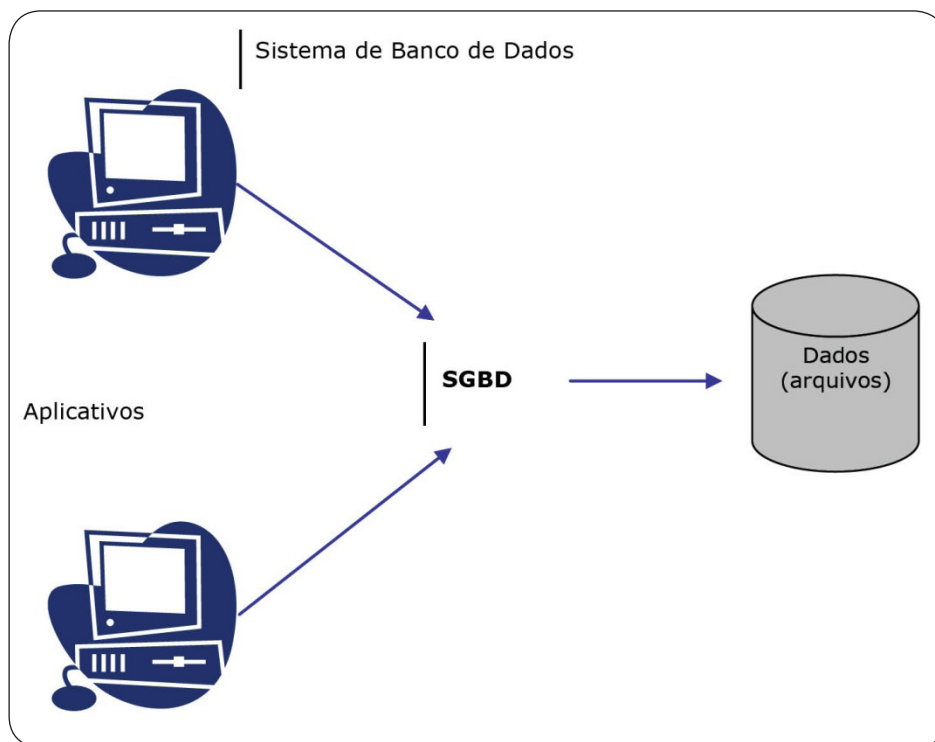 Sistema de Banco de Dados
SGBD
Dados
(arquivos)
Aplicativos